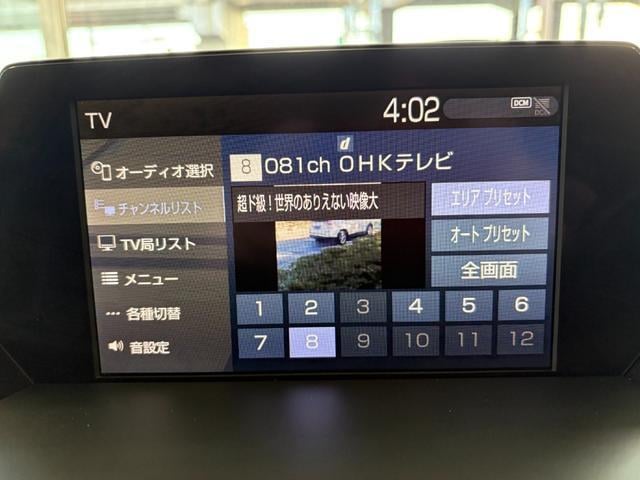 TV
4:02
DCM
DCM
d
8 081ch OHKテレビ
オーディオ選択
チャンネルリスト
TV局リスト
メニュー
各種切替
音設定
超ド級!世界のありえない映像大
エリア プリセット
オート プリセット
全画面
1 2 3 4 5 6
7 8 9 10 11 12